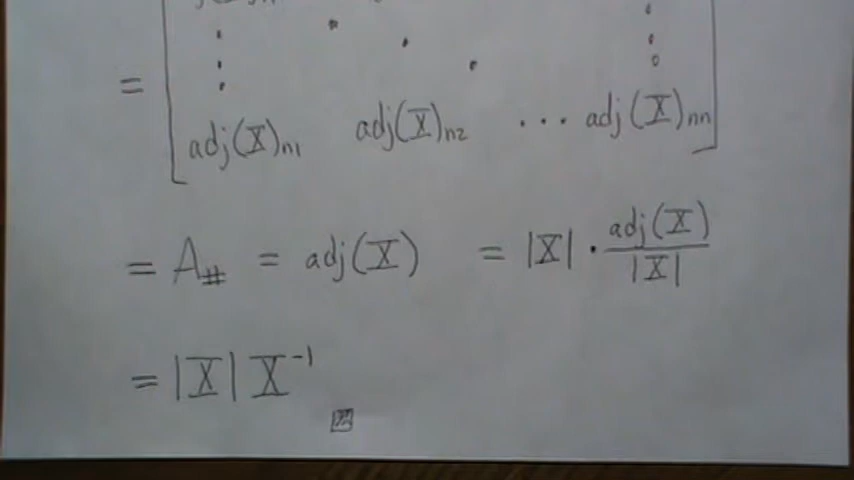 = adj(X)n1 adj(X)n2 ... adj(X)nn
= A# = adj(X) = |X| · adj(X)/|X|
= |X| X⁻¹